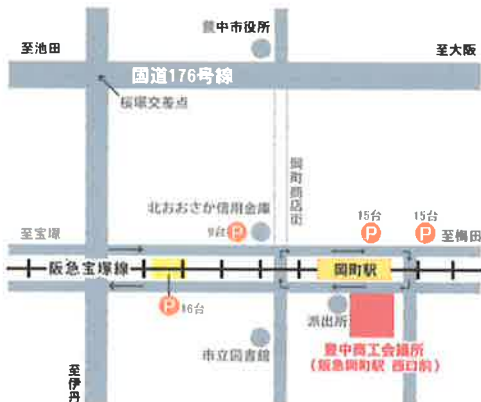 豊中市役所
至池田
至大阪
国道176号線
桜塚交差点
岡町商店街
北おおさか信用金庫
9台 P
15台
P
15台
P
至宝塚
至梅田
阪急宝塚線
岡町駅
P 16台
派出所
市立図書館
豊中商工会議所
(阪急岡町駅 西口前)
至伊丹